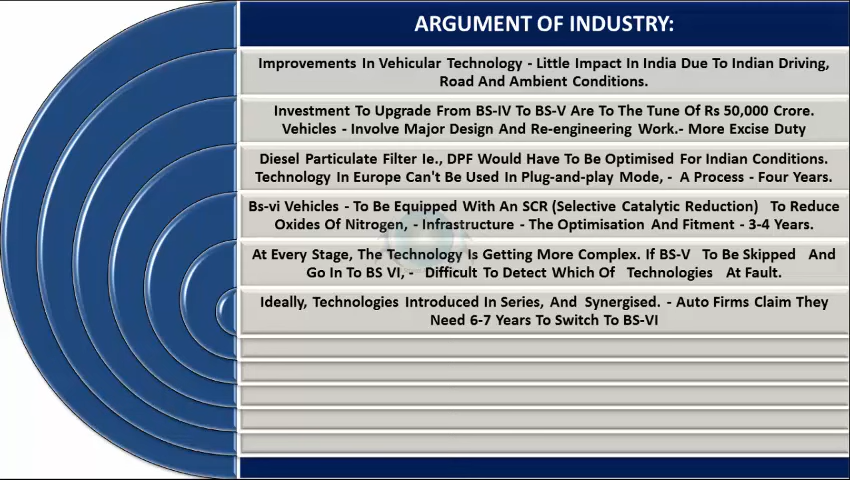 ARGUMENT OF INDUSTRY:
Improvements In Vehicular Technology - Little Impact In India Due To Indian Driving,
Road And Ambient Conditions.
Investment To Upgrade From BS-IV To BS-V Are To The Tune Of Rs 50,000 Crore.
Vehicles - Involve Major Design And Re-engineering Work.- More Excise Duty
Diesel Particulate Filter Ie., DPF Would Have To Be Optimised For Indian Conditions.
Technology In Europe Can't Be Used In Plug-and-play Mode, - A Process - Four Years.
Bs-vi Vehicles - To Be Equipped With An SCR (Selective Catalytic Reduction) To Reduce
Oxides Of Nitrogen, - Infrastructure - The Optimisation And Fitment - 3-4 Years.
At Every Stage, The Technology Is Getting More Complex. If BS-V To Be Skipped And
Go In To BS VI, - Difficult To Detect Which Of Technologies At Fault.
Ideally, Technologies Introduced In Series, And Synergised. - Auto Firms Claim They
Need 6-7 Years To Switch To BS-VI